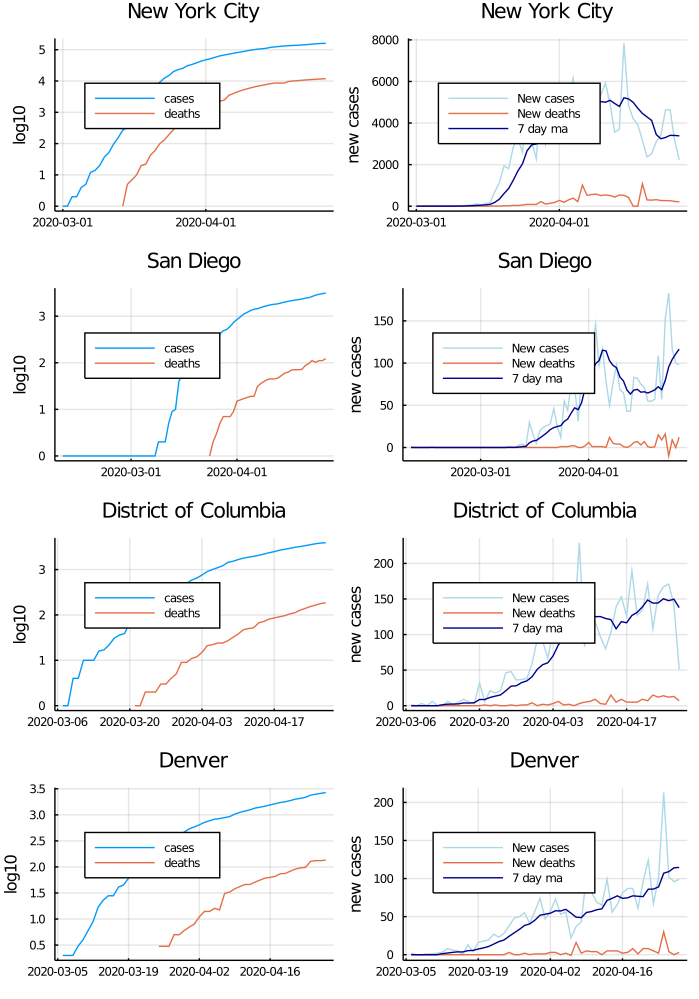 New York City
5
4
3
2
1
0
log10
cases
deaths
2020-03-01
2020-04-01
New York City
8000
6000
4000
2000
0
new cases
New cases
New deaths
7 day ma
2020-03-01
2020-04-01
San Diego
3
2
1
0
log10
cases
deaths
2020-03-01
2020-04-01
San Diego
150
100
50
0
new cases
New cases
New deaths
7 day ma
2020-03-01
2020-04-01
District of Columbia
3
2
1
0
log10
cases
deaths
2020-03-06
2020-03-20
2020-04-03
2020-04-17
District of Columbia
200
150
100
50
0
new cases
New cases
New deaths
7 day ma
2020-03-06
2020-03-20
2020-04-03
2020-04-17
Denver
3.5
3.0
2.5
2.0
1.5
1.0
0.5
log10
cases
deaths
2020-03-05
2020-03-19
2020-04-02
2020-04-16
Denver
200
150
100
50
0
new cases
New cases
New deaths
7 day ma
2020-03-05
2020-03-19
2020-04-02
2020-04-16